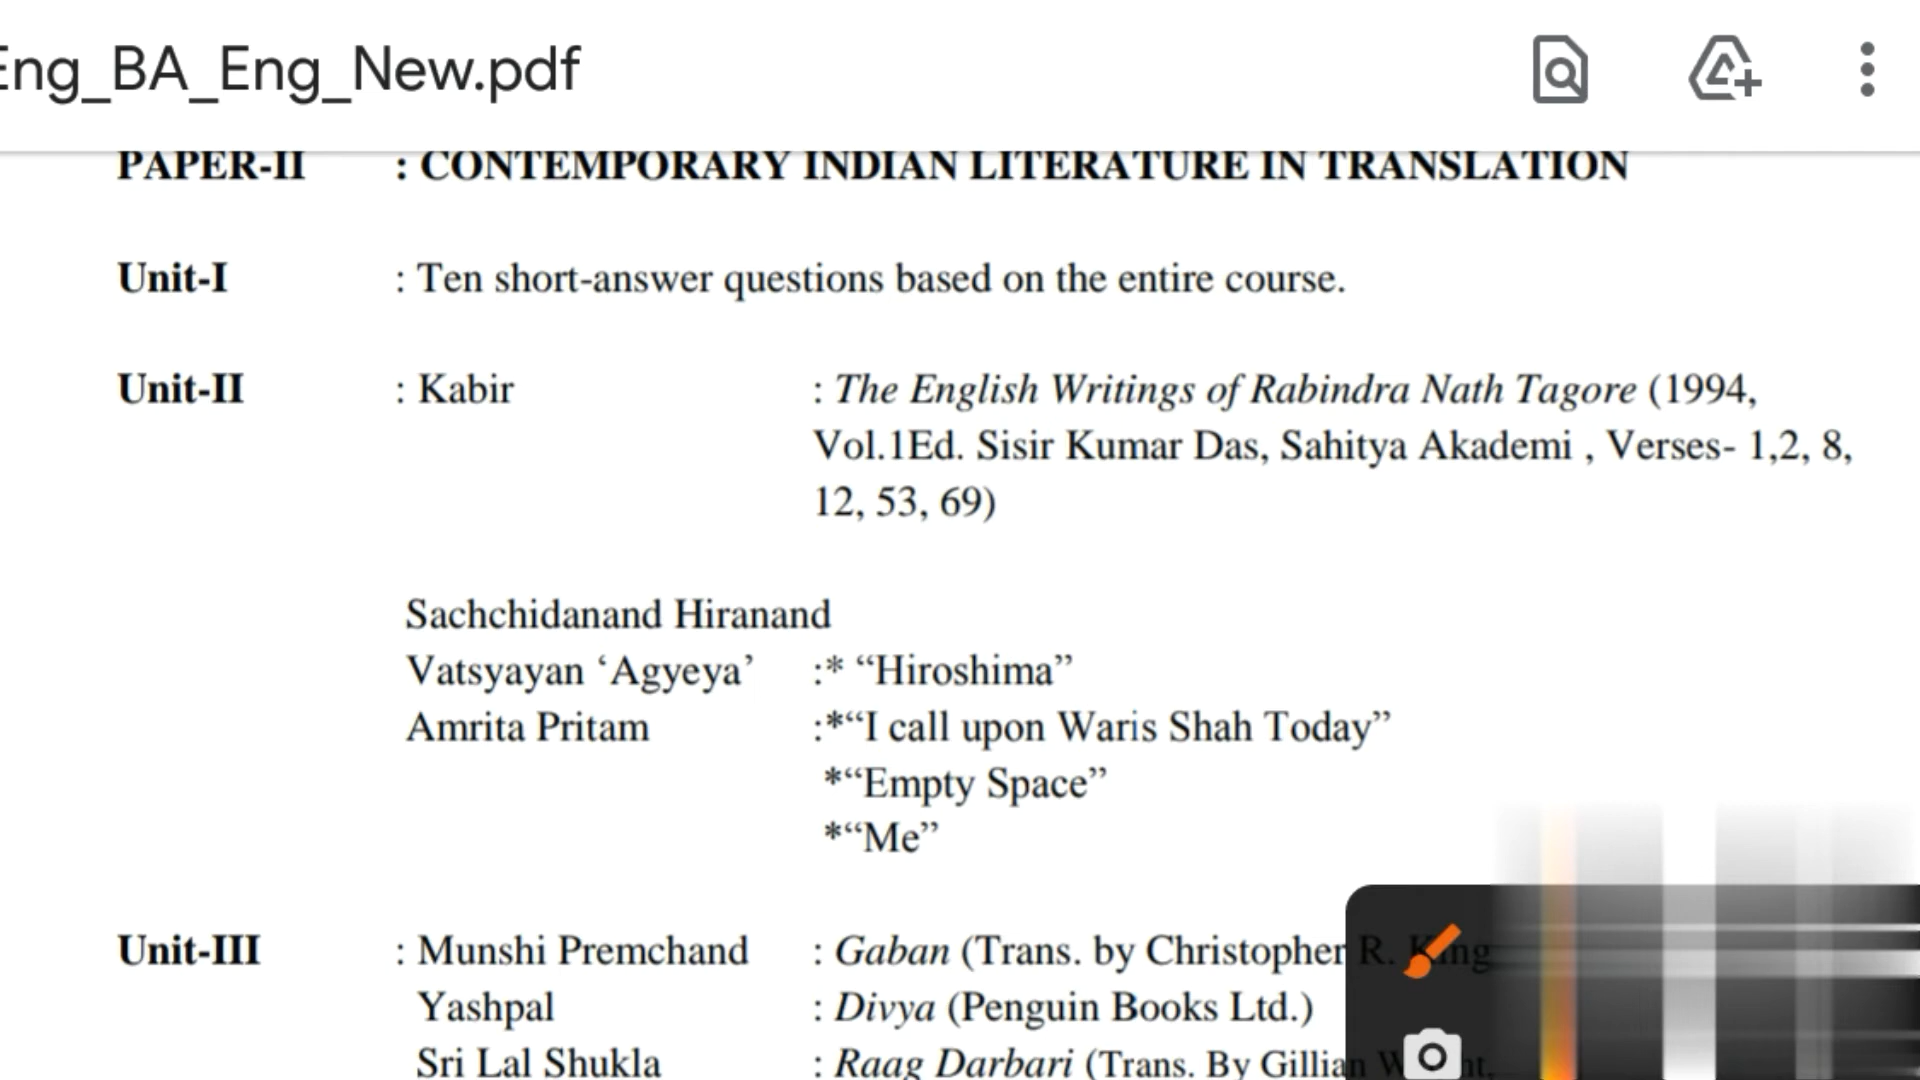 Eng_BA_Eng_New.pdf
PAPER-II : CONTEMPORARY INDIAN LITERATURE IN TRANSLATION
Unit-I : Ten short-answer questions based on the entire course.
Unit-II : Kabir : The English Writings of Rabindra Nath Tagore (1994,
Vol.1Ed. Sisir Kumar Das, Sahitya Akademi , Verses- 1,2, 8,
12, 53, 69)
Sachchidanand Hiranand
Vatsyayan ‘Agyeya’ :* “Hiroshima”
Amrita Pritam :*“I call upon Waris Shah Today”
*“Empty Space”
*“Me”
Unit-III : Munshi Premchand : Gaban (Trans. by Christopher R.
Yashpal : Divya (Penguin Books Ltd.)
Sri Lal Shukla : Raag Darbari (Trans. By Gillian